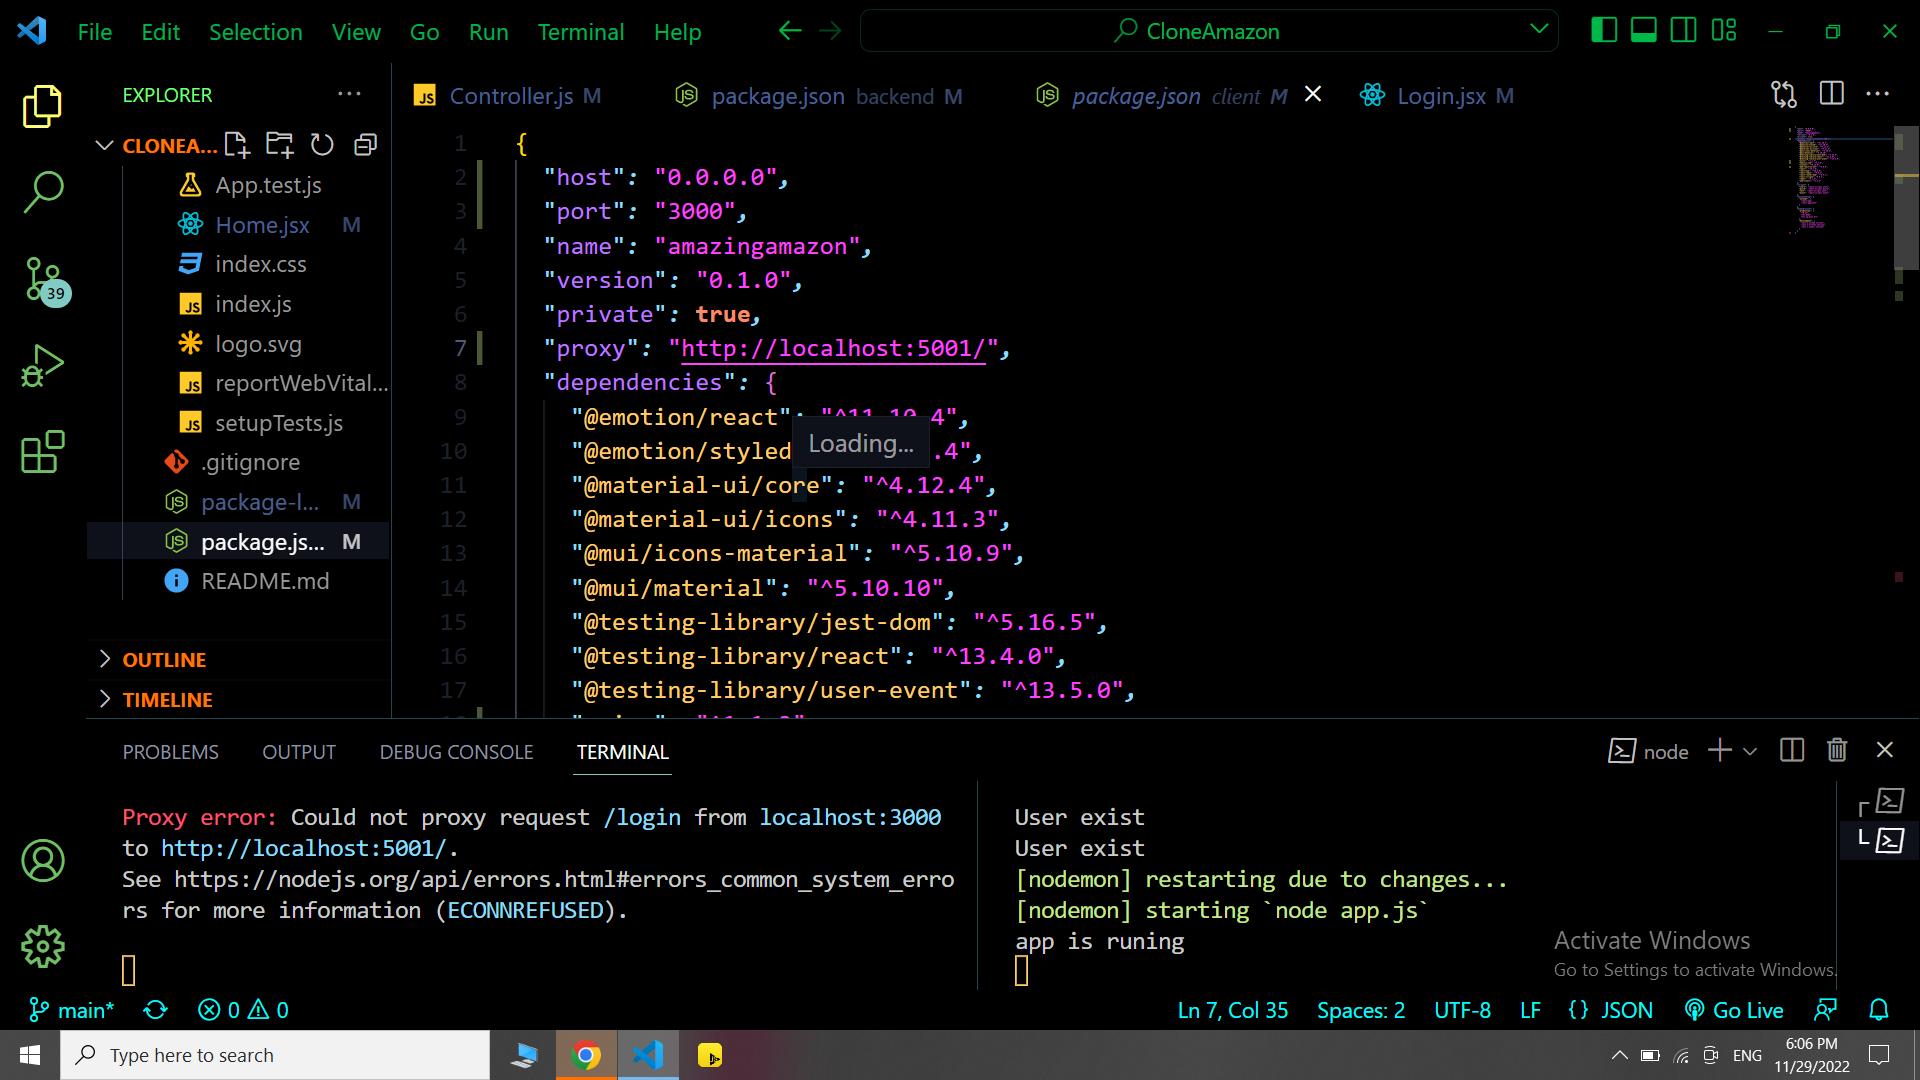 File Edit Selection View Go Run Terminal Help
CloneAmazon
EXPLORER
Controller.js M
package.json backend M
package.json client M
Login.jsx M
CLONEA...
App.test.js
Home.jsx M
index.css
index.js
logo.svg
reportWebVital...
setupTests.js
.gitignore
package-l... M
package.js... M
README.md
OUTLINE
TIMELINE
39
1 {
2 "host": "0.0.0.0",
3 "port": "3000",
4 "name": "amazingamazon",
5 "version": "0.1.0",
6 "private": true,
7 "proxy": "http://localhost:5001/",
8 "dependencies": {
9 "@emotion/react": "^11.10.4",
10 "@emotion/styled .4",
Loading...
11 "@material-ui/core": "^4.12.4",
12 "@material-ui/icons": "^4.11.3",
13 "@mui/icons-material": "^5.10.9",
14 "@mui/material": "^5.10.10",
15 "@testing-library/jest-dom": "^5.16.5",
16 "@testing-library/react": "^13.4.0",
17 "@testing-library/user-event": "^13.5.0",
PROBLEMS OUTPUT DEBUG CONSOLE TERMINAL
node
Proxy error: Could not proxy request /login from localhost:3000
to http://localhost:5001/.
See https://nodejs.org/api/errors.html#errors_common_system_erro
rs for more information (ECONNREFUSED).
User exist
User exist
[nodemon] restarting due to changes...
[nodemon] starting `node app.js`
app is runing
Activate Windows
Go to Settings to activate Windows.
main* 0 0
Ln 7, Col 35 Spaces: 2 UTF-8 LF {} JSON Go Live
Type here to search
ENG
6:06 PM
11/29/2022